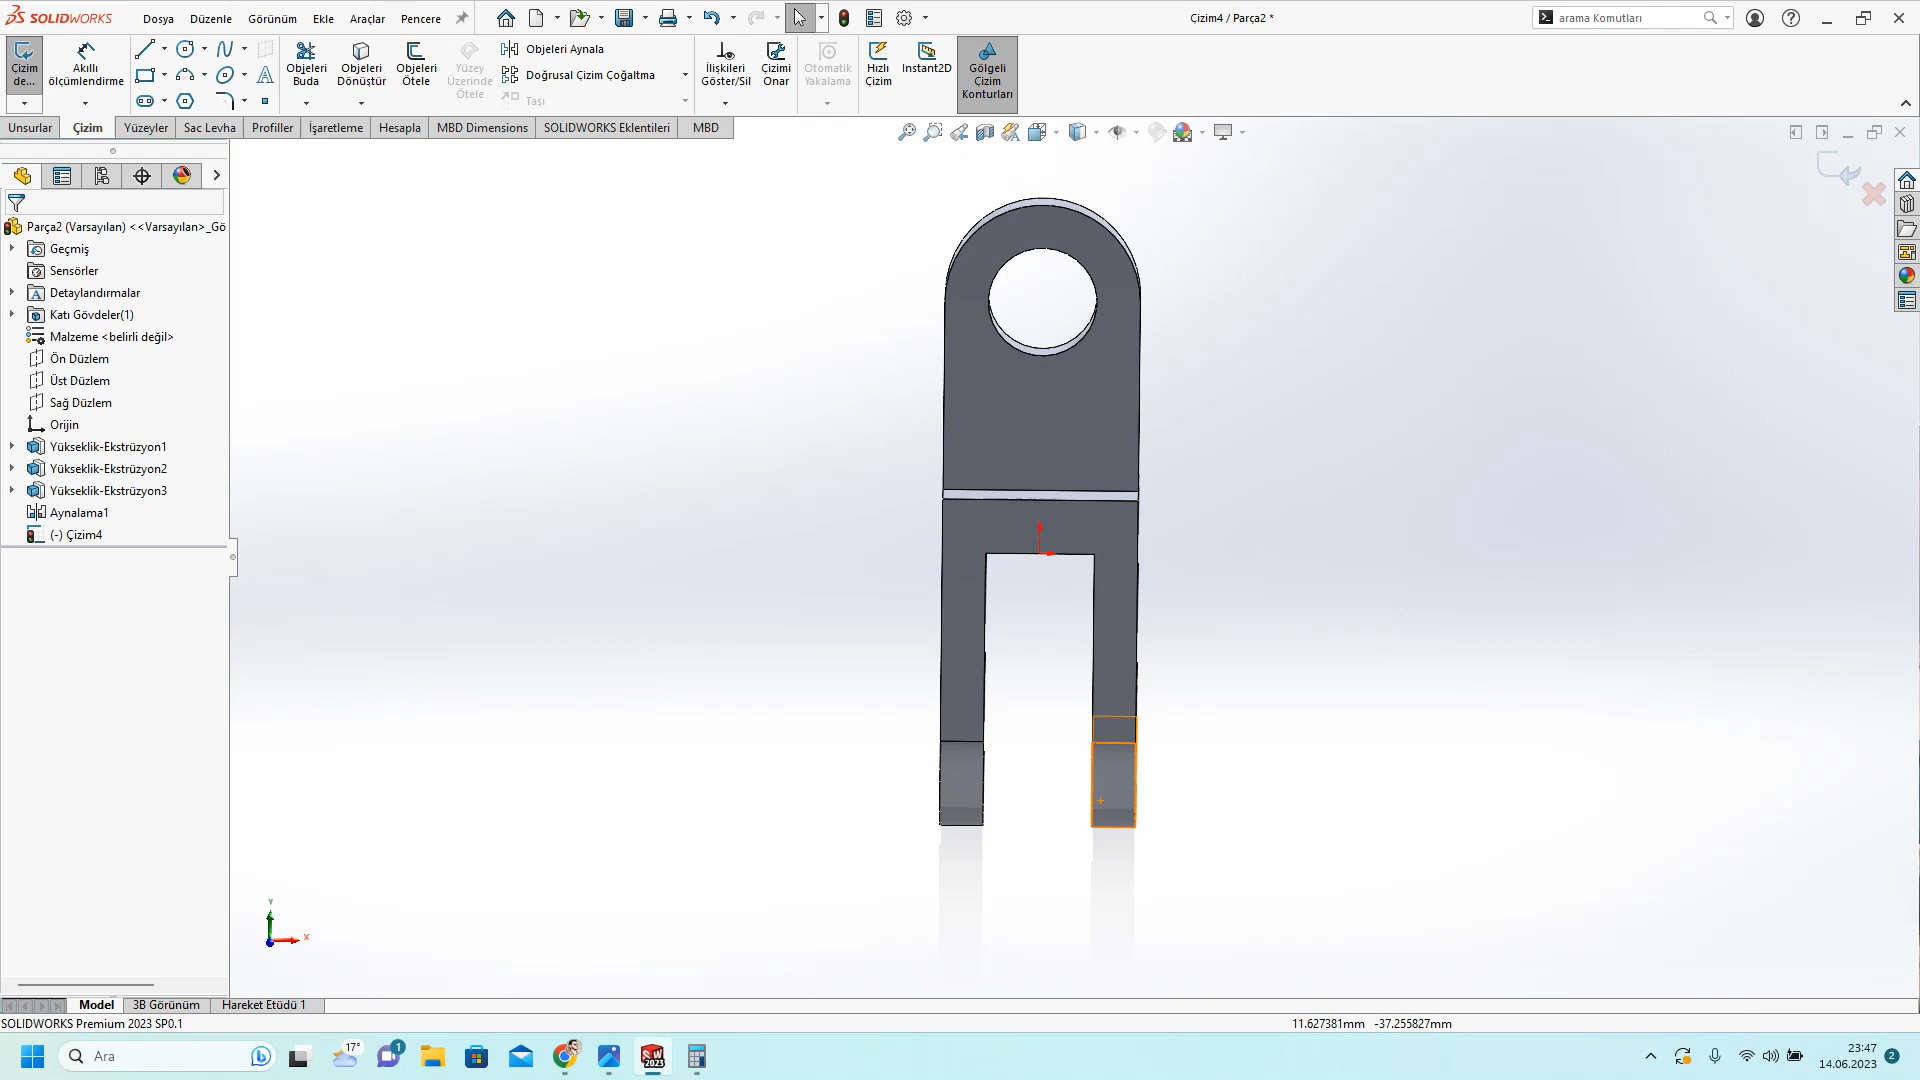 SOLIDWORKS
Dosya
Düzenle
Görünüm
Ekle
Araçlar
Pencere
Çizim4 / Parça2 *
arama Komutları
Çizim
de...
Akıllı
ölçümlendirme
Objeleri
Buda
Objeleri
Dönüştür
Objeleri
Ötele
Yüzey
Üzerinde
Ötele
Objeleri Aynala
Doğrusal Çizim Çoğaltma
Taşı
İlişkileri
Göster/Sil
Çizimi
Onar
Otomatik
Yakalama
Hızlı
Çizim
Instant2D
Gölgeli
Çizim
Konturları
Unsurlar
Çizim
Yüzeyler
Sac Levha
Profiller
İşaretleme
Hesapla
MBD Dimensions
SOLIDWORKS Eklentileri
MBD
Parça2 (Varsayılan) <<Varsayılan>_Gö
Geçmiş
Sensörler
Detaylandırmalar
Katı Gövdeler(1)
Malzeme <belirli değil>
Ön Düzlem
Üst Düzlem
Sağ Düzlem
Orijin
Yükseklik-Ekstrüzyon1
Yükseklik-Ekstrüzyon2
Yükseklik-Ekstrüzyon3
Aynalama1
(-) Çizim4
Y
X
Model
3B Görünüm
Hareket Etüdü 1
SOLIDWORKS Premium 2023 SP0.1
11.627381mm
-37.255827mm
Ara
17°
1
SW
2023
23:47
14.06.2023
2